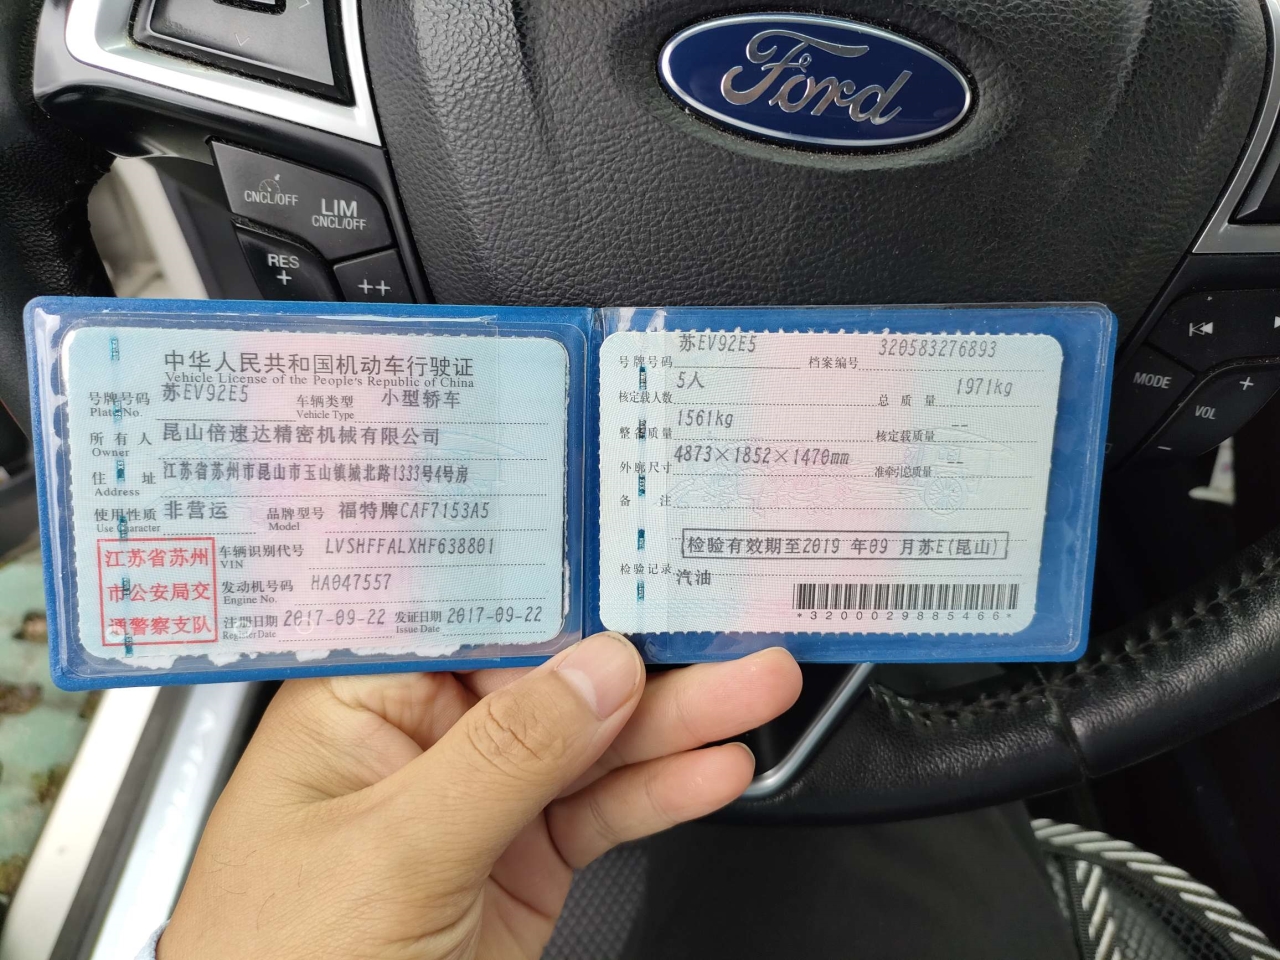 Ford
CNCL/OFF
LIM
CNCL/OFF
RES
+
++
MODE
+
VOL
−
中华人民共和国机动车行驶证
Vehicle License of the People's Republic of China
号牌号码 苏EV92E5 车辆类型 小型轿车
Plate No. Vehicle Type
所有人 昆山倍速达精密机械有限公司
Owner
住址 江苏省苏州市昆山市玉山镇城北路1333号4号房
Address
使用性质 非营运 品牌型号 福特牌CAF7153A5
Use Character Model
江苏省苏州
市公安局交
通警察支队
车辆识别代号 LVSHFFALXHF638801
VIN
发动机号码 HA047557
Engine No.
注册日期 2017-09-22 发证日期 2017-09-22
Register Date Issue Date
号牌号码 苏EV92E5 档案编号 320583276893
核定载人数 5人 总质量 1971kg
整备质量 1561kg 核定载质量 --
外廓尺寸 4873×1852×1470mm 准牵引总质量 --
备注
检验有效期至2019 年09 月苏E(昆山)
检验记录 汽油
*3200029885466*